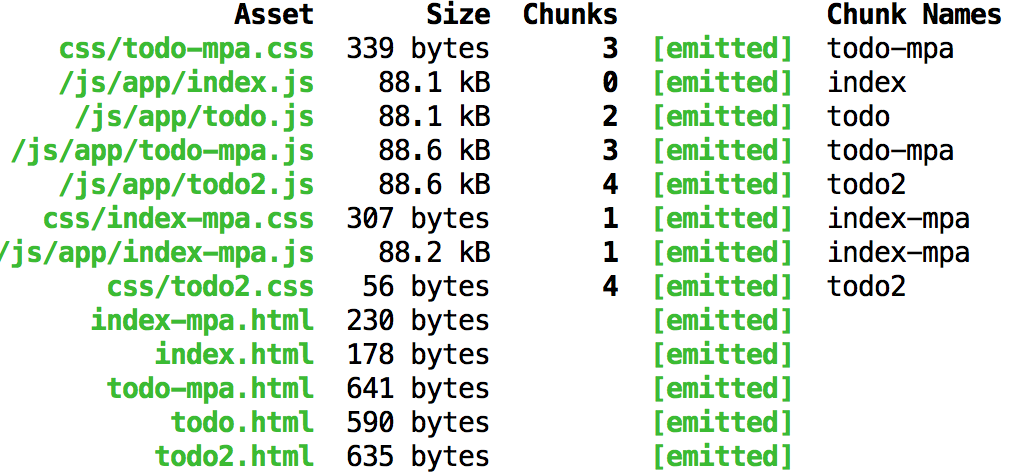 Asset Size Chunks Chunk Names
css/todo-mpa.css 339 bytes 3 [emitted] todo-mpa
/js/app/index.js 88.1 kB 0 [emitted] index
/js/app/todo.js 88.1 kB 2 [emitted] todo
/js/app/todo-mpa.js 88.6 kB 3 [emitted] todo-mpa
/js/app/todo2.js 88.6 kB 4 [emitted] todo2
css/index-mpa.css 307 bytes 1 [emitted] index-mpa
/js/app/index-mpa.js 88.2 kB 1 [emitted] index-mpa
css/todo2.css 56 bytes 4 [emitted] todo2
index-mpa.html 230 bytes [emitted]
index.html 178 bytes [emitted]
todo-mpa.html 641 bytes [emitted]
todo.html 590 bytes [emitted]
todo2.html 635 bytes [emitted]